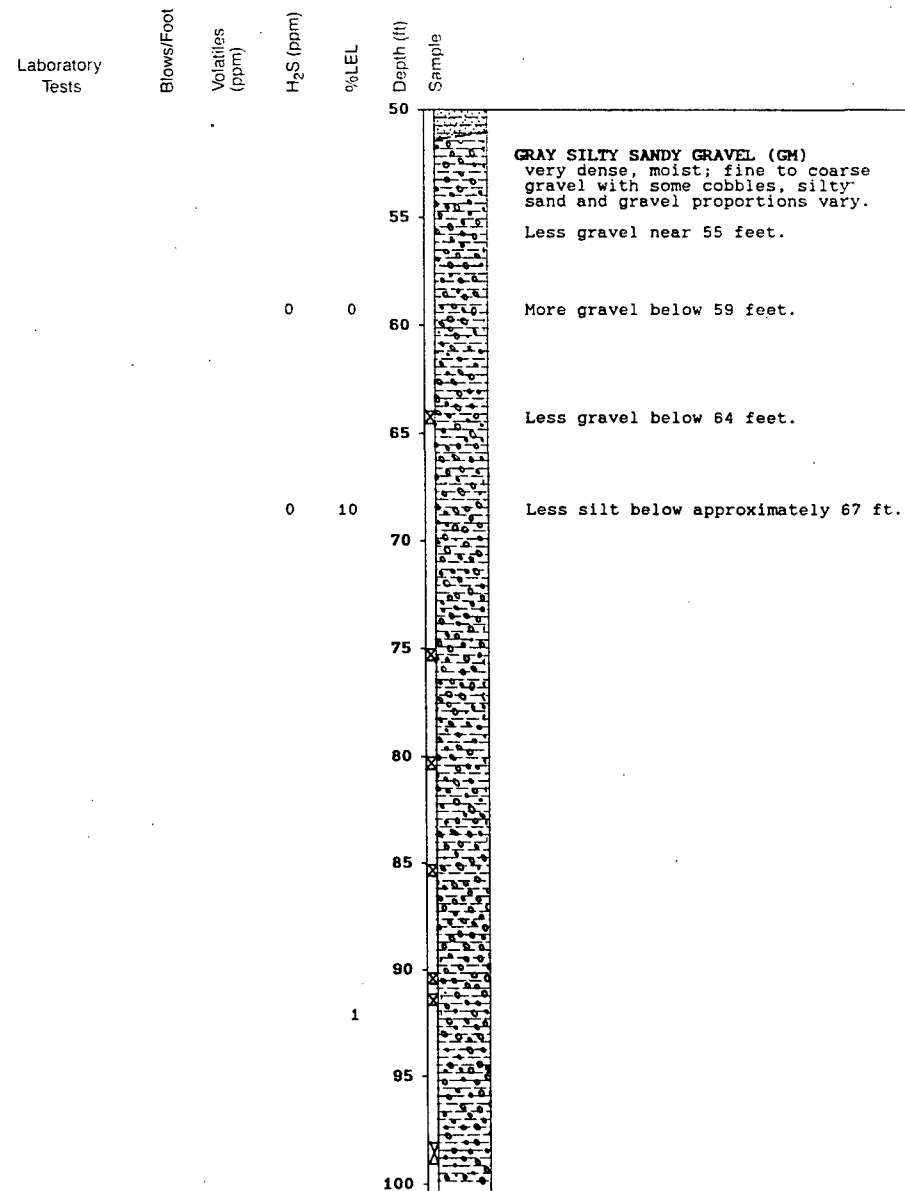 Laboratory
Tests
Blows/Foot
Volatiles
(ppm)
H₂S (ppm)
%LEL
Depth (ft)
Sample
50
GRAY SILTY SANDY GRAVEL (GM)
very dense, moist; fine to coarse
gravel with some cobbles, silty
sand and gravel proportions vary.
55
Less gravel near 55 feet.
0 0 More gravel below 59 feet.
60
Less gravel below 64 feet.
65
0 10 Less silt below approximately 67 ft.
70
75
80
85
90
1
95
100